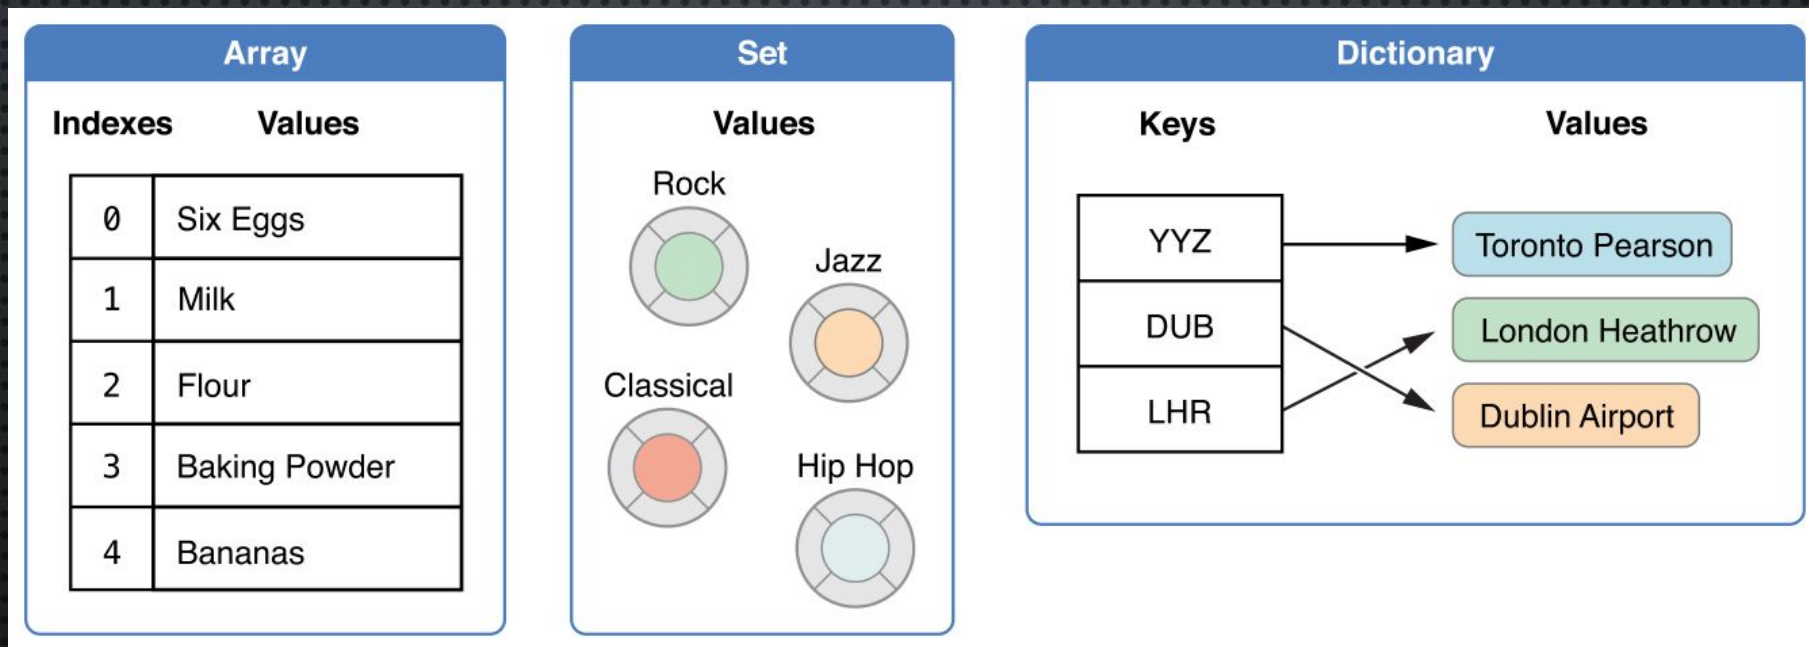 Array
Indexes Values
0 Six Eggs
1 Milk
2 Flour
3 Baking Powder
4 Bananas
Set
Values
Rock
Jazz
Classical
Hip Hop
Dictionary
Keys Values
YYZ Toronto Pearson
DUB London Heathrow
LHR Dublin Airport